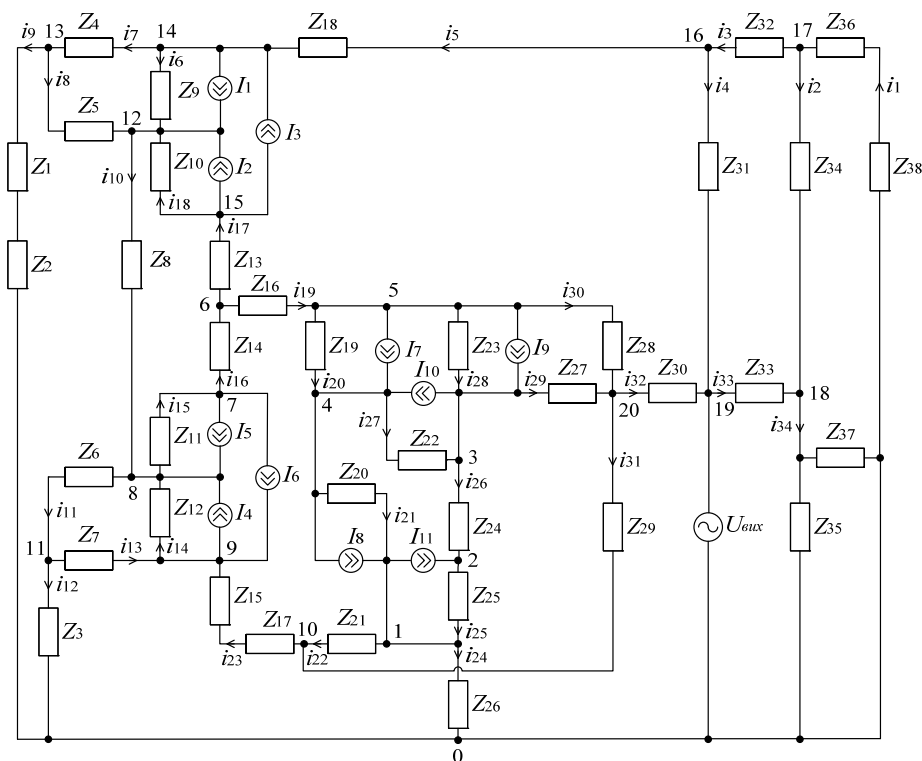 Z4 Z18 Z32 Z36
i9 13 i7 14 i5 16 i3 17
i8 i6 i4 i2 i1
Z9 I1
Z5 12 I3
Z1 i10 Z10 I2 Z31 Z34 Z38
i18 15
i17
Z2 Z8 Z13
Z16
6 i19 5 i30
Z14 Z19 I7 Z23 I9 Z28
I10 Z27 Z30 Z33
i16 i20 i28 i29 i32 i33
i15 7 4 20 19 18
i27 i34
Z6 Z11 I5 Z22 Z37
8 I6 3 i31
i11 Z12 I4 Z20 i26
i21 Z24 Z29 Uвих Z35
Z7 I8 I11
11 i13 i14 9 2
i12 Z15 Z25
Z17 10 Z21 1 i25
Z3 i23 i22 i24
Z26
0